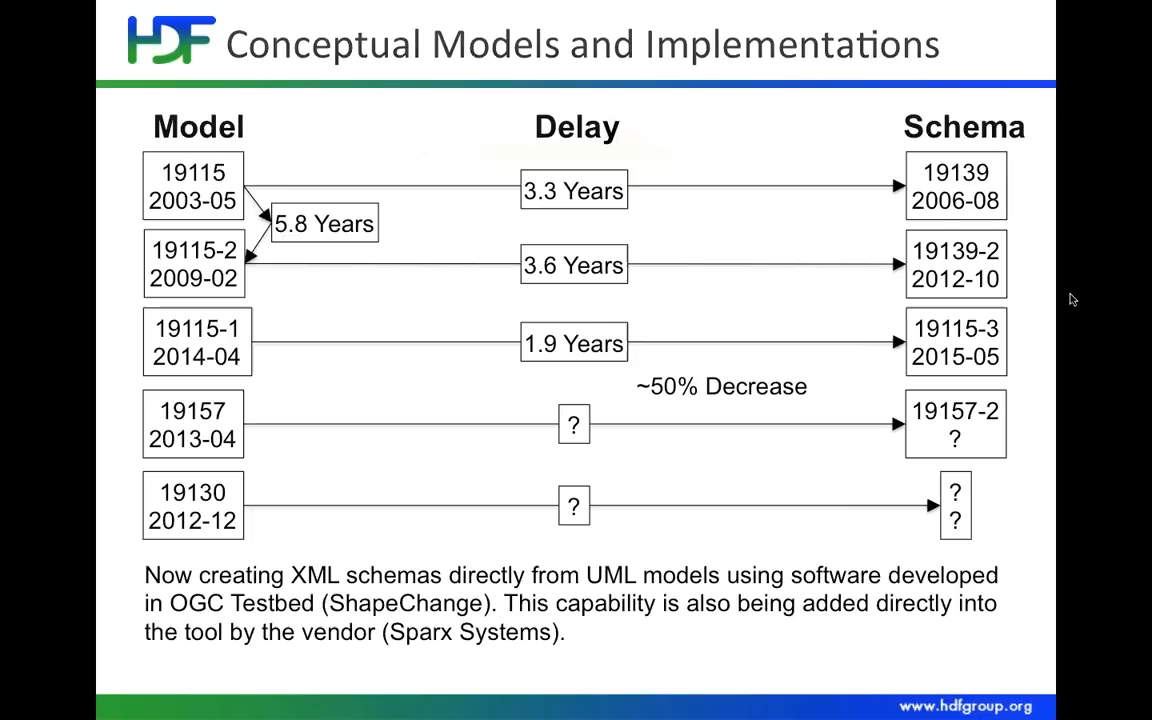 HDF Conceptual Models and Implementations
Model
Delay
Schema
19115
2003-05
3.3 Years
19139
2006-08
5.8 Years
19115-2
2009-02
3.6 Years
19139-2
2012-10
19115-1
2014-04
1.9 Years
19115-3
2015-05
~50% Decrease
19157
2013-04
?
19157-2
?
19130
2012-12
?
?
?
Now creating XML schemas directly from UML models using software developed
in OGC Testbed (ShapeChange). This capability is also being added directly into
the tool by the vendor (Sparx Systems).
www.hdfgroup.org